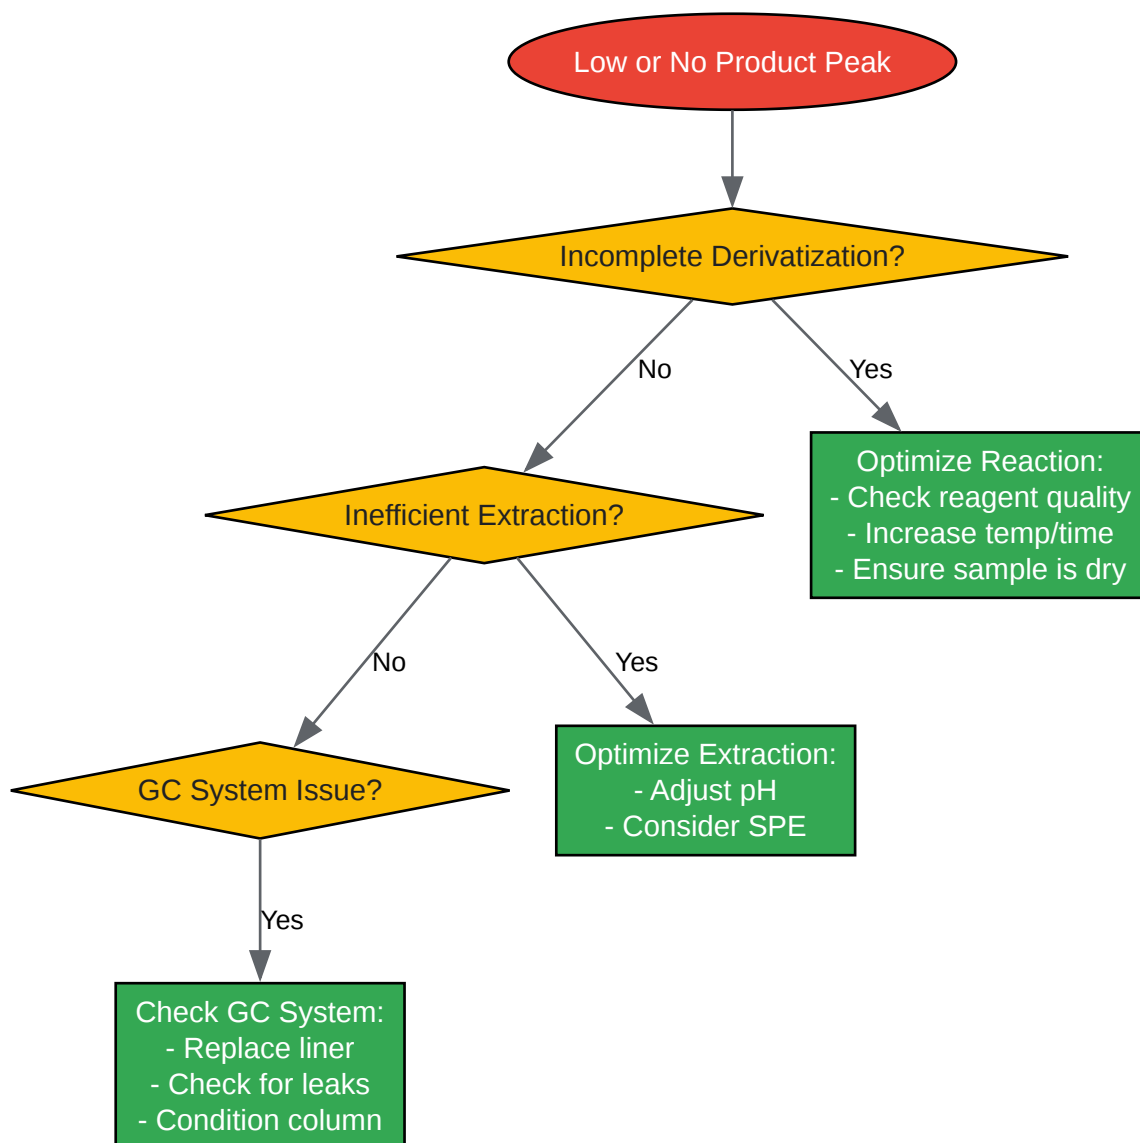 Low or No Product Peak
Incomplete Derivatization?
No
Yes
Optimize Reaction:
- Check reagent quality
- Increase temp/time
- Ensure sample is dry
Inefficient Extraction?
No
Yes
Optimize Extraction:
- Adjust pH
- Consider SPE
GC System Issue?
Yes
Check GC System:
- Replace liner
- Check for leaks
- Condition column